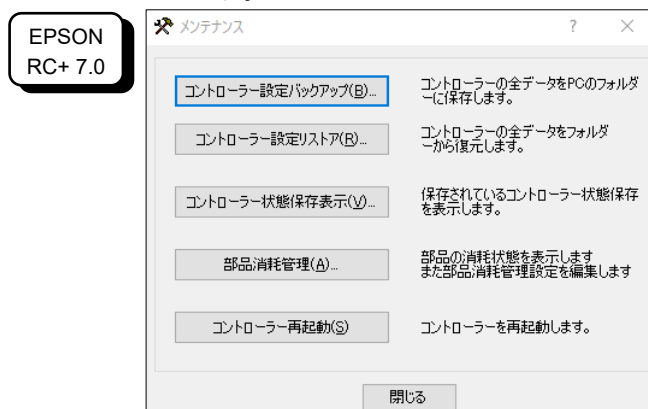 EPSON
RC+ 7.0
メンテナンス
?
コントローラー設定バックアップ(B)...
コントローラーの全データをPCのフォルダ
ーに保存します。
コントローラー設定リストア(R)...
コントローラーの全データをフォルダ
ーから復元します。
コントローラー状態保存表示(V)...
保存されているコントローラー状態保存
を表示します。
部品消耗管理(A)...
部品の消耗状態を表示します
また部品消耗管理設定を編集します
コントローラー再起動(S)
コントローラーを再起動します。
閉じる